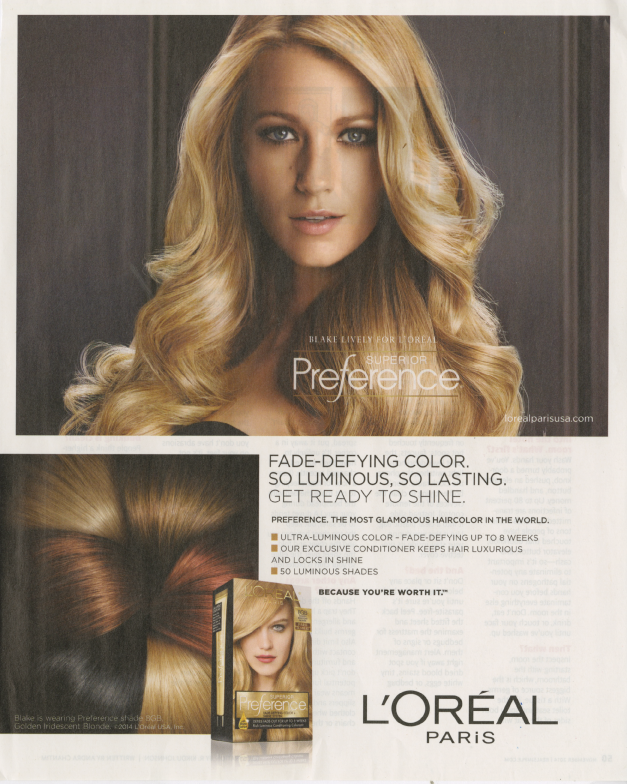 BLAKE LIVELY FOR L'ORÉAL
SUPERIOR
Preference
lorealparisusa.com
FADE-DEFYING COLOR.
SO LUMINOUS, SO LASTING.
GET READY TO SHINE.
PREFERENCE. THE MOST GLAMOROUS HAIRCOLOR IN THE WORLD.
ULTRA-LUMINOUS COLOR – FADE-DEFYING UP TO 8 WEEKS
OUR EXCLUSIVE CONDITIONER KEEPS HAIR LUXURIOUS
AND LOCKS IN SHINE
50 LUMINOUS SHADES
BECAUSE YOU'RE WORTH IT.™
L'ORÉAL
SUPERIOR
Preference
Blake is wearing Preference shade 8GB
Golden Iridescent Blonde. ©2014 L'Oréal USA, Inc.
L'ORÉAL
PARIS